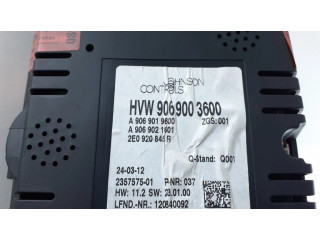 JOHNSON
CONTROLS
HVW 906 900 3600
A 906 901 9600 ZGS: 001
A 906 902 1601
2E0 920 845 R
Q-Stand: Q001
24-03-12
2357575-01 P-NR: 037
HW: 11.2 SW: 23.01.00
LFND.-NR.: 120840092